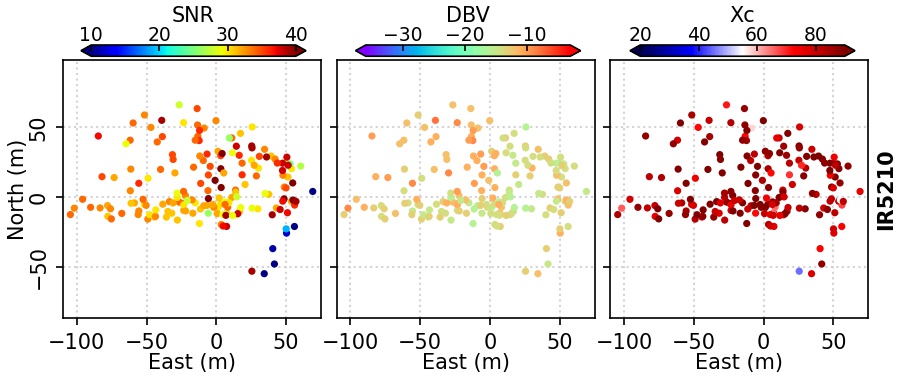 SNR DBV Xc
10 20 30 40 −30 −20 −10 20 40 60 80
50
0
−50
North (m)
IR5210
−100 −50 0 50 −100 −50 0 50 −100 −50 0 50
East (m) East (m) East (m)